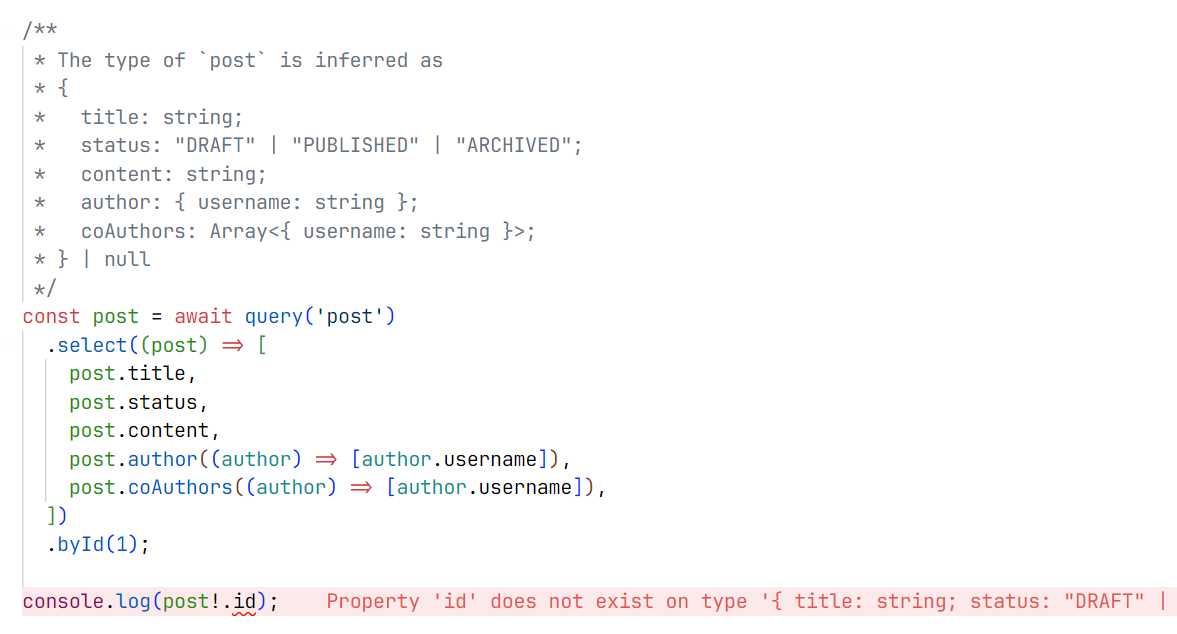 /**
 * The type of `post` is inferred as
 * {
 *   title: string;
 *   status: "DRAFT" | "PUBLISHED" | "ARCHIVED";
 *   content: string;
 *   author: { username: string };
 *   coAuthors: Array<{ username: string }>;
 * } | null
 */
const post = await query('post')
  .select((post) => [
    post.title,
    post.status,
    post.content,
    post.author((author) => [author.username]),
    post.coAuthors((author) => [author.username]),
  ])
  .byId(1);
console.log(post!.id);    Property 'id' does not exist on type '{ title: string; status: "DRAFT" |